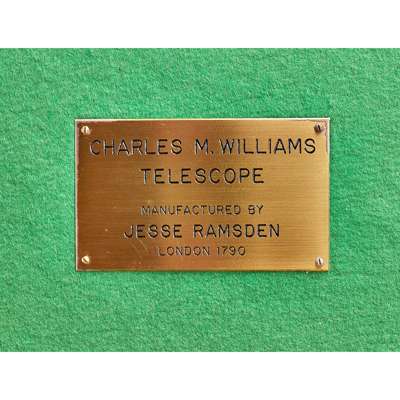 CHARLES M. WILLIAMS
TELESCOPE
MANUFACTURED BY
JESSE RAMSDEN
LONDON 1790